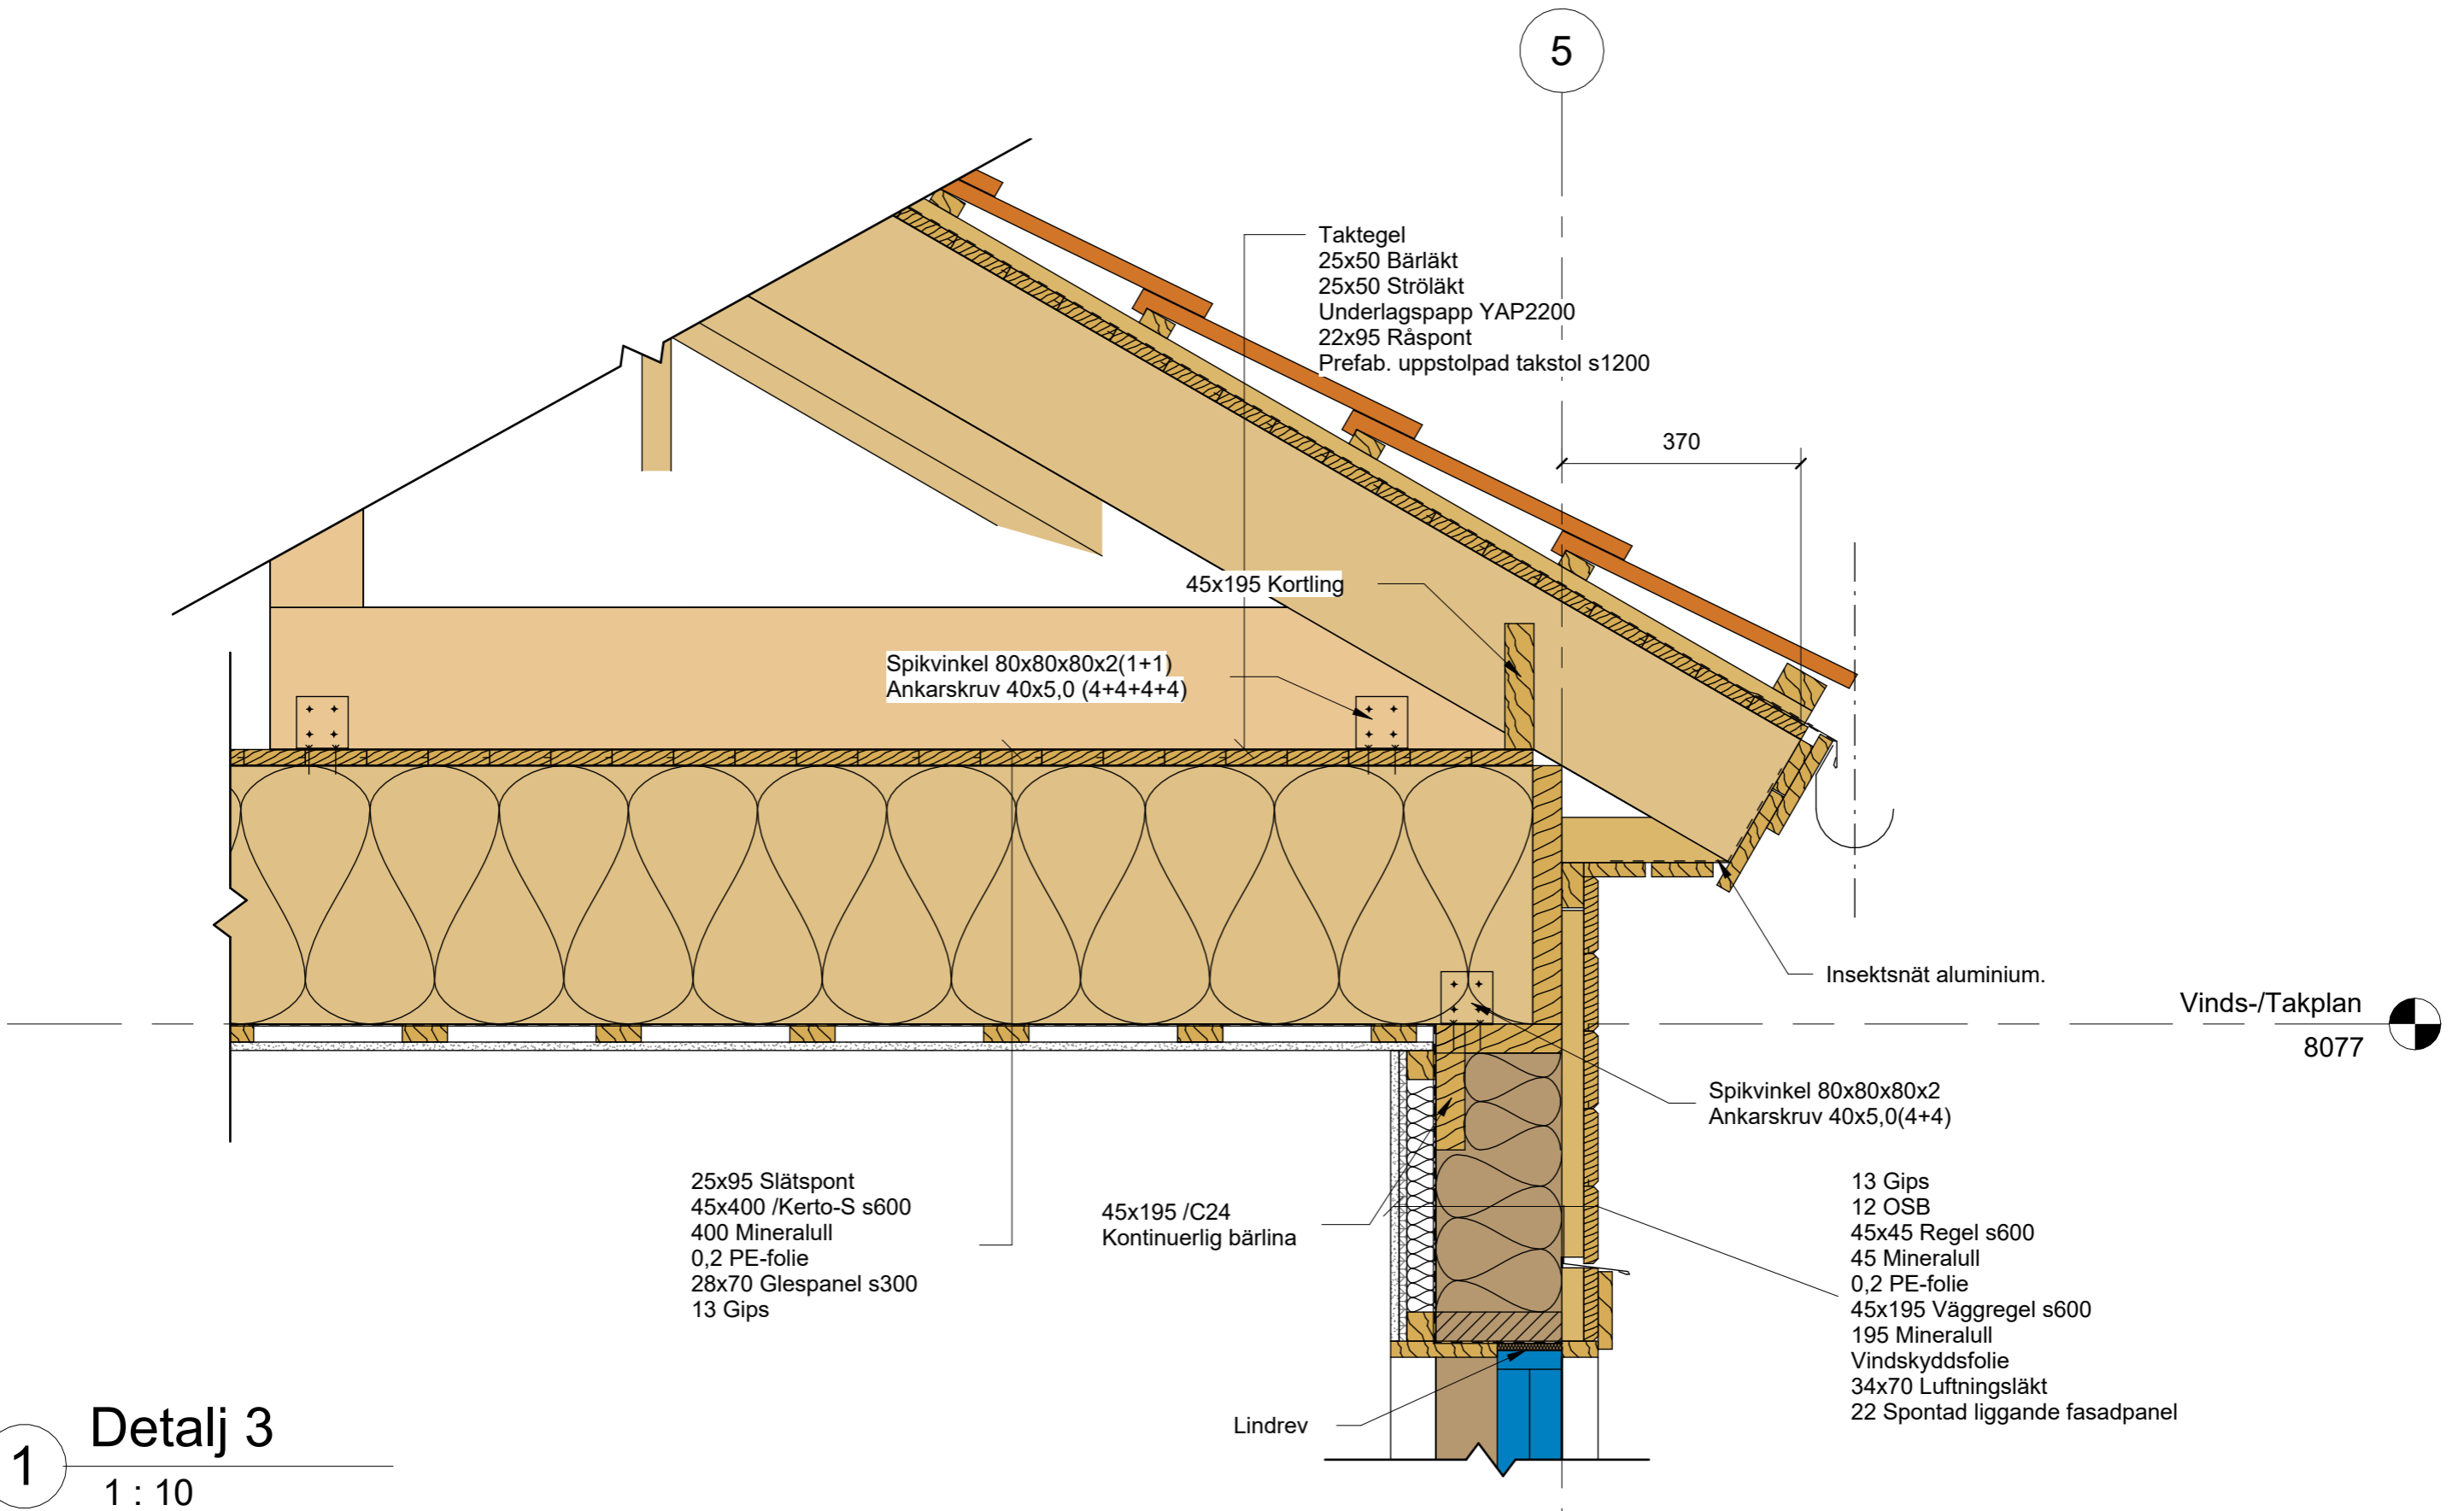 5
Taktegel
25x50 Bärläkt
25x50 Ströläkt
Underlagspapp YAP2200
22x95 Råspont
Prefab. uppstolpad takstol s1200
370
45x195 Kortling
Spikvinkel 80x80x80x2(1+1)
Ankarskruv 40x5,0 (4+4+4+4)
Insektsnät aluminium.
Vinds-/Takplan
8077
Spikvinkel 80x80x80x2
Ankarskruv 40x5,0(4+4)
25x95 Slätspont
45x400 /Kerto-S s600
400 Mineralull
0,2 PE-folie
28x70 Glespanel s300
13 Gips
45x195 /C24
Kontinuerlig bärlina
13 Gips
12 OSB
45x45 Regel s600
45 Mineralull
0,2 PE-folie
45x195 Väggregel s600
195 Mineralull
Vindskyddsfolie
34x70 Luftningsläkt
22 Spontad liggande fasadpanel
Lindrev
1
Detalj 3
1 : 10